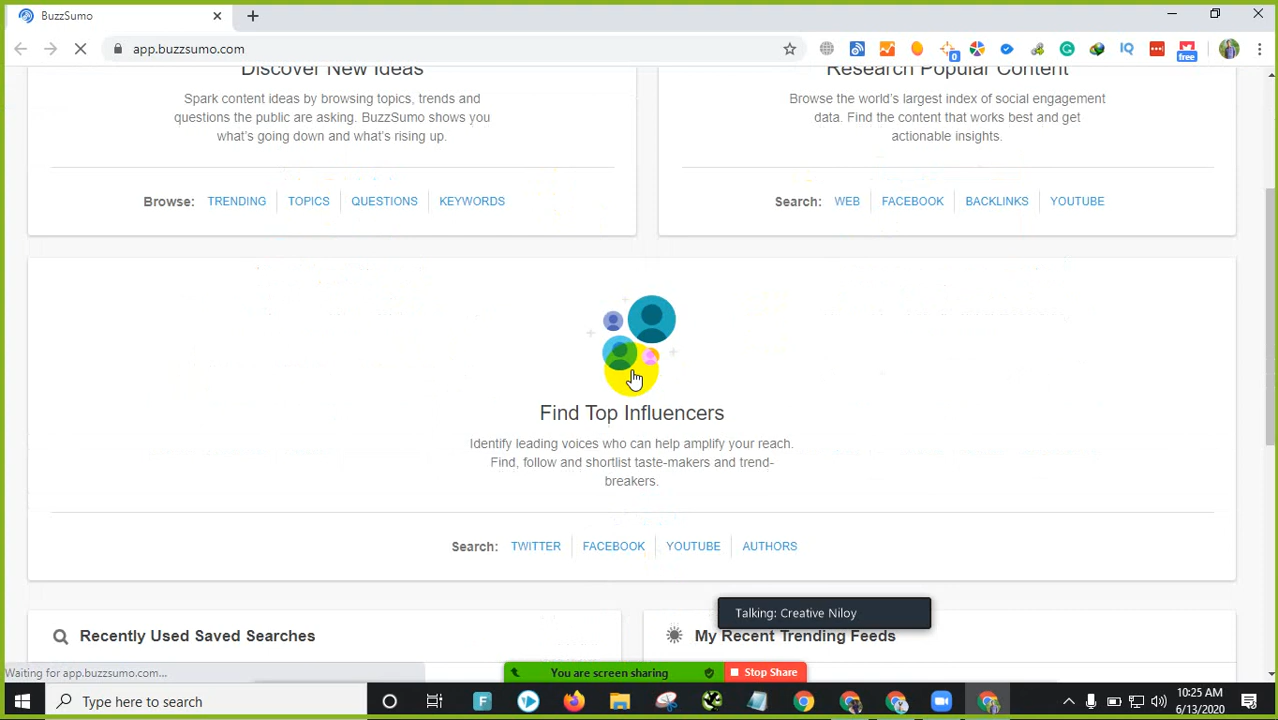 BuzzSumo
app.buzzsumo.com
0
IQ
free
Discover New Ideas
Spark content ideas by browsing topics, trends and
questions the public are asking. BuzzSumo shows you
what's going down and what's rising up.
Browse: TRENDING TOPICS QUESTIONS KEYWORDS
Research Popular Content
Browse the world's largest index of social engagement
data. Find the content that works best and get
actionable insights.
Search: WEB FACEBOOK BACKLINKS YOUTUBE
Find Top Influencers
Identify leading voices who can help amplify your reach.
Find, follow and shortlist taste-makers and trend-
breakers.
Search: TWITTER FACEBOOK YOUTUBE AUTHORS
Talking: Creative Niloy
Recently Used Saved Searches
My Recent Trending Feeds
Waiting for app.buzzsumo.com...
You are screen sharing
Stop Share
Type here to search
F
10:25 AM
6/13/2020